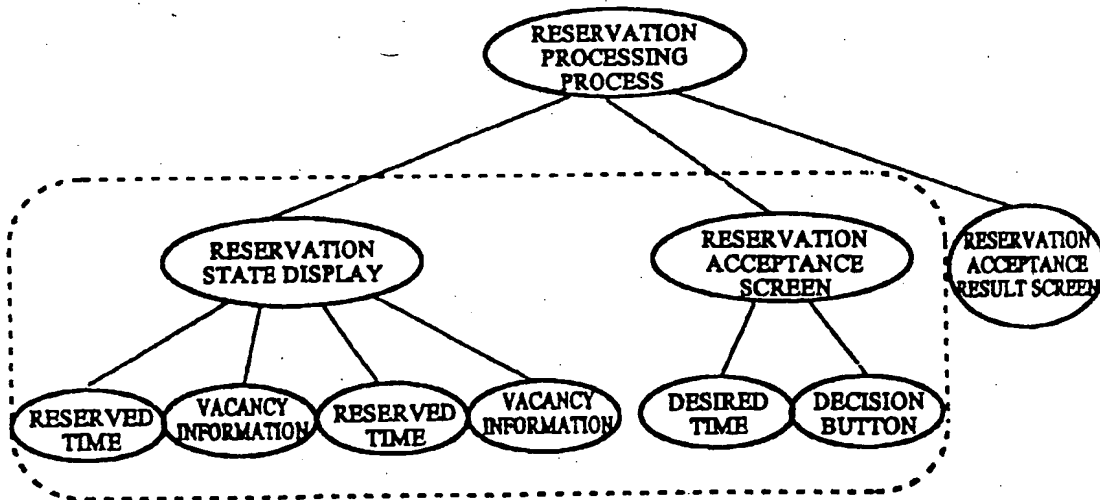 RESERVATION
PROCESSING
PROCESS
RESERVATION
STATE DISPLAY
RESERVATION
ACCEPTANCE
SCREEN
RESERVATION
ACCEPTANCE
RESULT SCREEN
RESERVED
TIME
VACANCY
INFORMATION
RESERVED
TIME
VACANCY
INFORMATION
DESIRED
TIME
DECISION
BUTTON